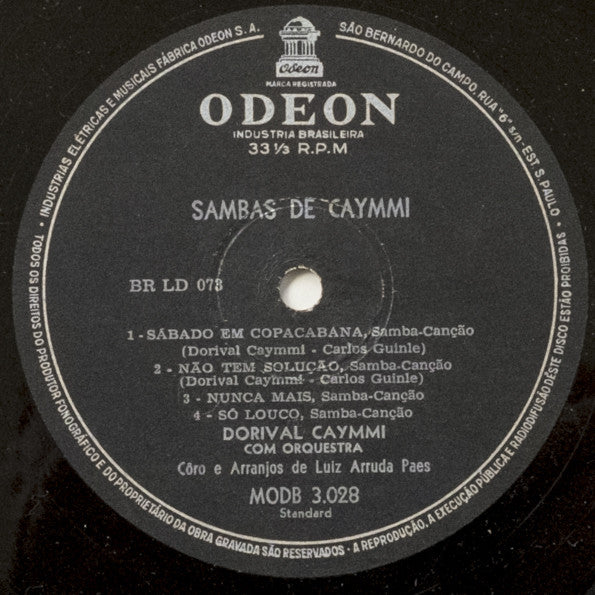 INDUSTRIAS ELÉTRICAS E MUSICAIS FÁBRICA ODEON S.A.
SÃO BERNARDO DO CAMPO, RUA "6" s/n - EST. S. PAULO
Odeon
MARCA REGISTRADA
ODEON
INDUSTRIA BRASILEIRA
33 1/3 R.P.M
SAMBAS DE CAYMMI
BR LD 073
1 - SÁBADO EM COPACABANA, Samba-Canção
(Dorival Caymmi - Carlos Guinle)
2 - NÃO TEM SOLUÇÃO, Samba-Canção
(Dorival Caymmi - Carlos Guinle)
3 - NUNCA MAIS, Samba-Canção
4 - SÓ LOUCO, Samba-Canção
DORIVAL CAYMMI
COM ORQUESTRA
Côro e Arranjos de Luiz Arruda Paes
MODB 3.028
Standard
TODOS OS DIREITOS DO PRODUTOR FONOGRÁFICO E DO PROPRIETÁRIO DA OBRA GRAVADA SÃO RESERVADOS · A REPRODUÇÃO, A EXECUÇÃO PÚBLICA E RADIODIFUSÃO DÊSTE DISCO ESTÃO PROIBIDAS